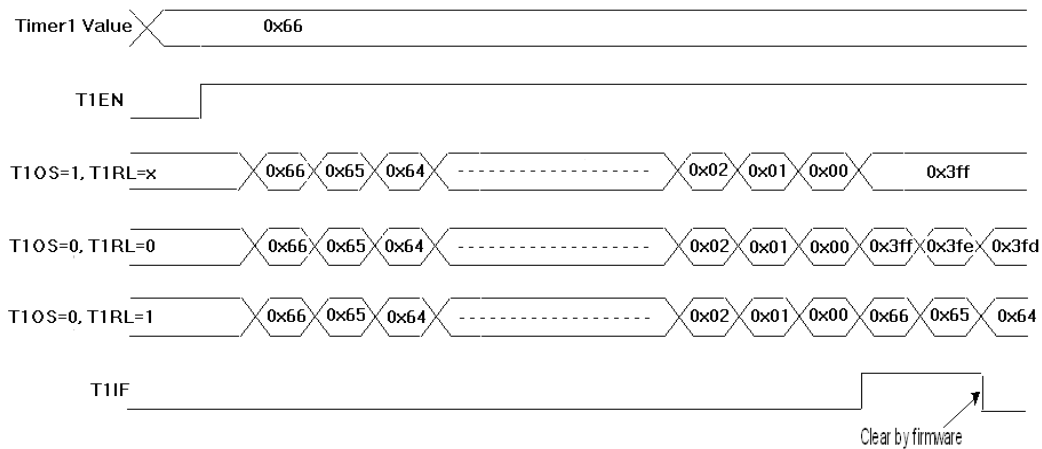 Timer1 Value 0x66
T1EN
T1OS=1, T1RL=x 0x66 0x65 0x64 0x02 0x01 0x00 0x3ff
T1OS=0, T1RL=0 0x66 0x65 0x64 0x02 0x01 0x00 0x3ff 0x3fe 0x3fd
T1OS=0, T1RL=1 0x66 0x65 0x64 0x02 0x01 0x00 0x66 0x65 0x64
T1IF
Clear by firmware